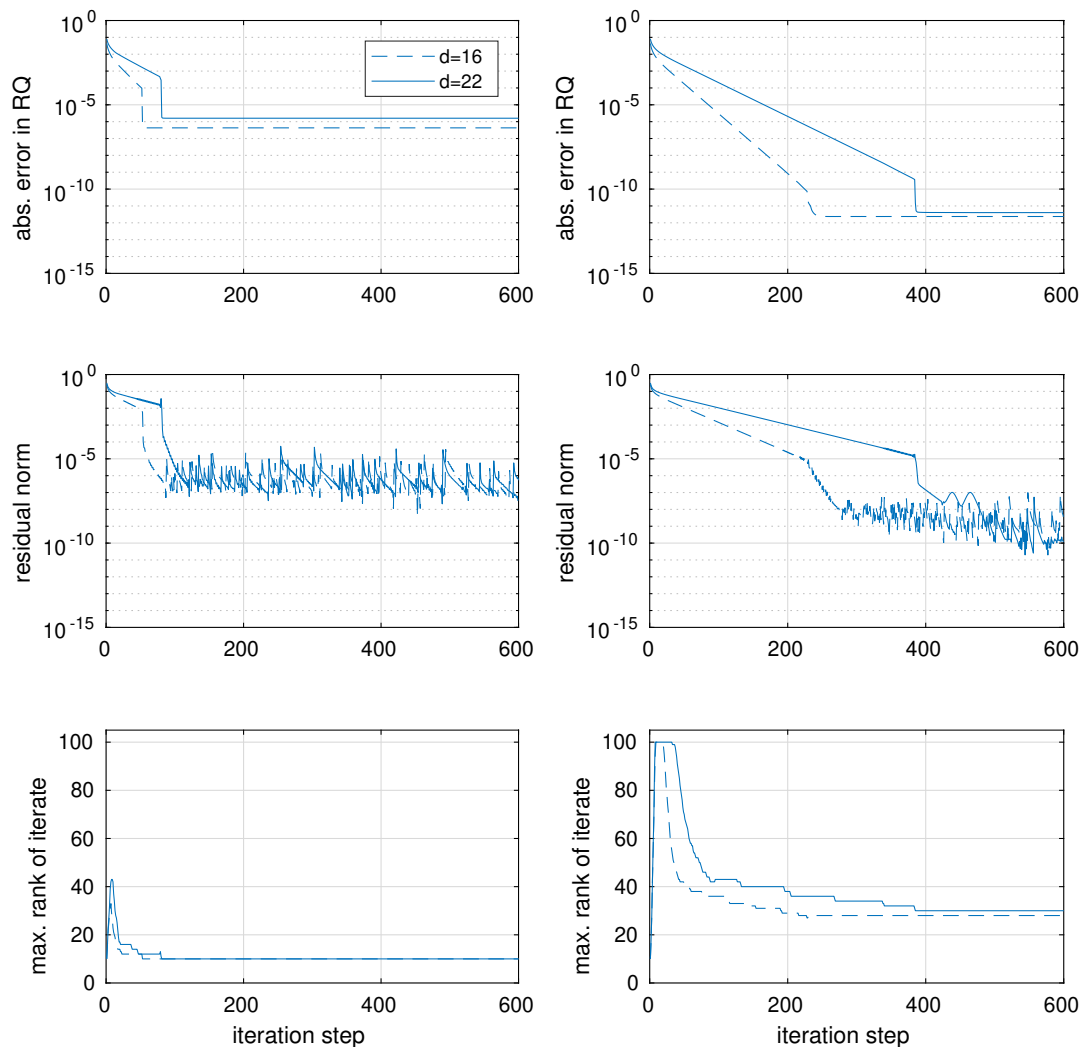 abs. error in RQ
10^0
10^-5
10^-10
10^-15
0 200 400 600
d=16
d=22
abs. error in RQ
10^0
10^-5
10^-10
10^-15
0 200 400 600
residual norm
10^0
10^-5
10^-10
10^-15
0 200 400 600
residual norm
10^0
10^-5
10^-10
10^-15
0 200 400 600
max. rank of iterate
100
80
60
40
20
0
0 200 400 600
iteration step
max. rank of iterate
100
80
60
40
20
0
0 200 400 600
iteration step